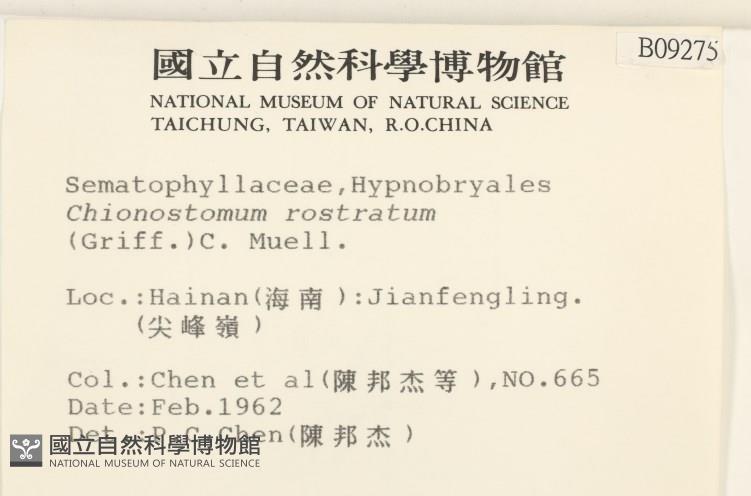 B09275
國立自然科學博物館
NATIONAL MUSEUM OF NATURAL SCIENCE
TAICHUNG, TAIWAN, R.O.CHINA
Sematophyllaceae,Hypnobryales
Chionostomum rostratum
(Griff.)C. Muell.
Loc.:Hainan(海南):Jianfengling.
(尖峰嶺)
Col.:Chen et al(陳邦杰等),NO.665
Date:Feb.1962
Det.:P.C.Chen(陳邦杰)
國立自然科學博物館
NATIONAL MUSEUM OF NATURAL SCIENCE